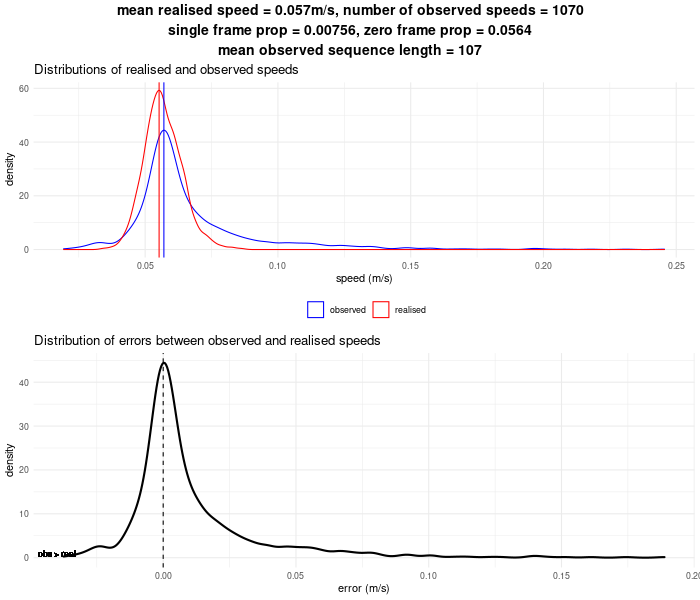 mean realised speed = 0.057m/s, number of observed speeds = 1070
single frame prop = 0.00756, zero frame prop = 0.0564
mean observed sequence length = 107
Distributions of realised and observed speeds
60
40
20
0
density
0.05 0.10 0.15 0.20 0.25
speed (m/s)
observed realised
Distribution of errors between observed and realised speeds
40
30
20
10
0
density
0.00 0.05 0.10 0.15 0.20
error (m/s)